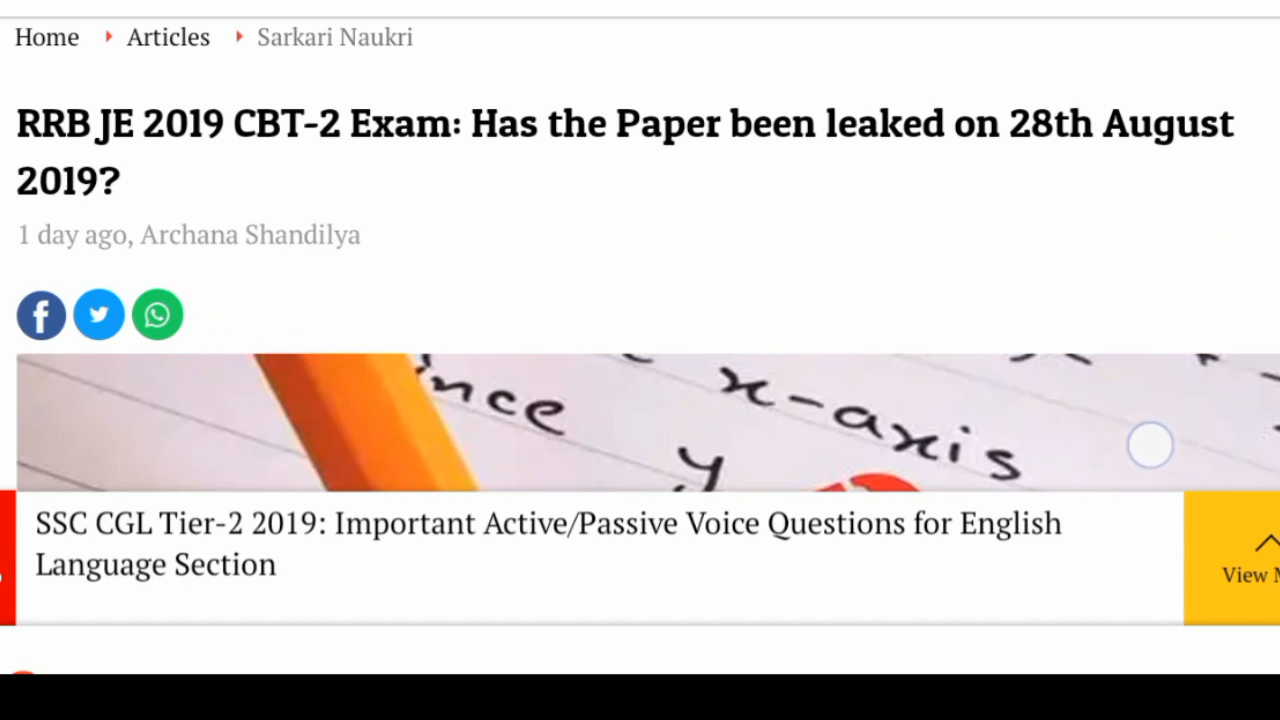 Home Articles Sarkari Naukri
RRB JE 2019 CBT-2 Exam: Has the Paper been leaked on 28th August
2019?
1 day ago, Archana Shandilya
x-axis
y
SSC CGL Tier-2 2019: Important Active/Passive Voice Questions for English
Language Section
View